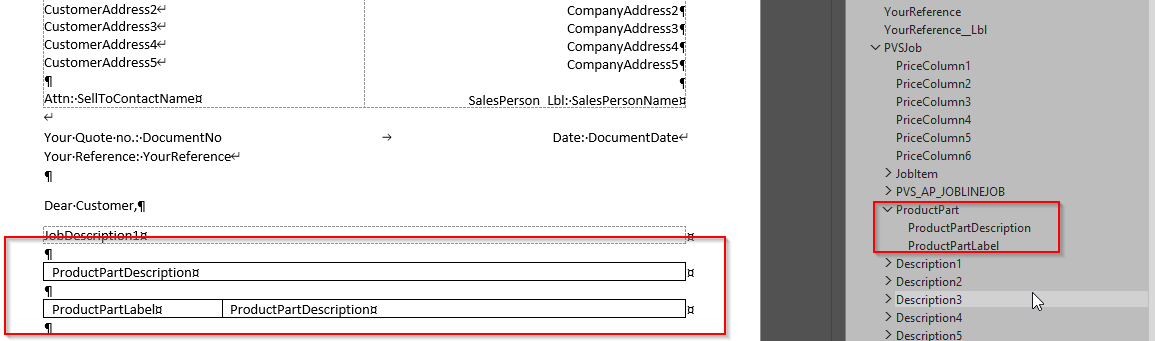 CustomerAddress2↵
CustomerAddress3↵
CustomerAddress4↵
CustomerAddress5↵
¶
Attn:·SellToContactName¤
CompanyAddress2¶
CompanyAddress3¶
CompanyAddress4¶
CompanyAddress5¶
¶
SalesPerson_Lbl:·SalesPersonName¤
↵
Your·Quote·no.:·DocumentNo → Date:·DocumentDate↵
Your·Reference:·YourReference↵
¶
Dear·Customer,¶
JobDescription1¤ ¤
¶
ProductPartDescription¤ ¤
¶
ProductPartLabel¤ ProductPartDescription¤ ¤
¶
YourReference
YourReference__Lbl
PVSJob
PriceColumn1
PriceColumn2
PriceColumn3
PriceColumn4
PriceColumn5
PriceColumn6
JobItem
PVS_AP_JOBLINEJOB
ProductPart
ProductPartDescription
ProductPartLabel
Description1
Description2
Description3
Description4
Description5